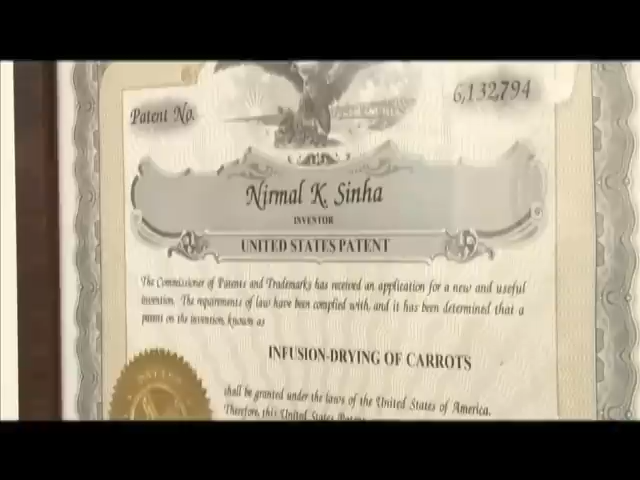 Patent No. 6,132,794
Nirmal K. Sinha
INVENTOR
UNITED STATES PATENT
The Commissioner of Patents and Trademarks has received an application for a new and useful
invention. The requirements of law have been complied with, and it has been determined that a
patent on the invention, known as
INFUSION-DRYING OF CARROTS
shall be granted under the laws of the United States of America.
Therefore, this United States